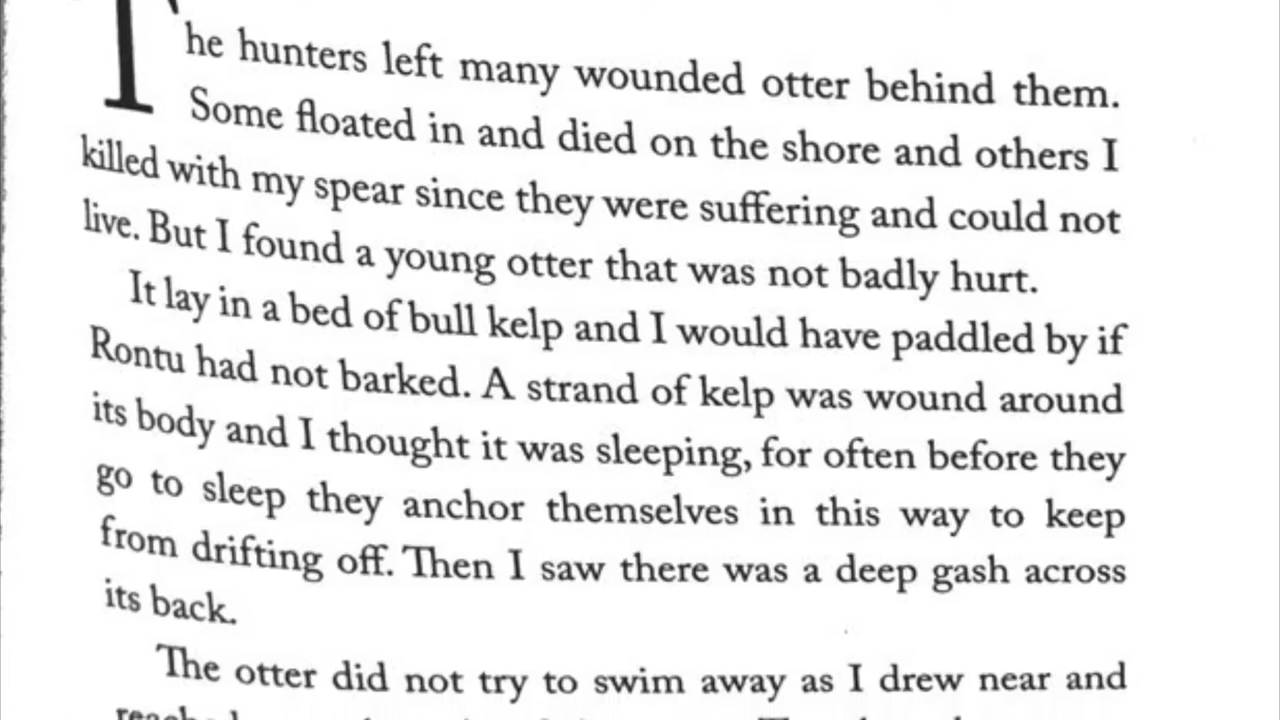 The hunters left many wounded otter behind them.
Some floated in and died on the shore and others I
killed with my spear since they were suffering and could not
live. But I found a young otter that was not badly hurt.
It lay in a bed of bull kelp and I would have paddled by if
Rontu had not barked. A strand of kelp was wound around
its body and I thought it was sleeping, for often before they
go to sleep they anchor themselves in this way to keep
from drifting off. Then I saw there was a deep gash across
its back.
The otter did not try to swim away as I drew near and